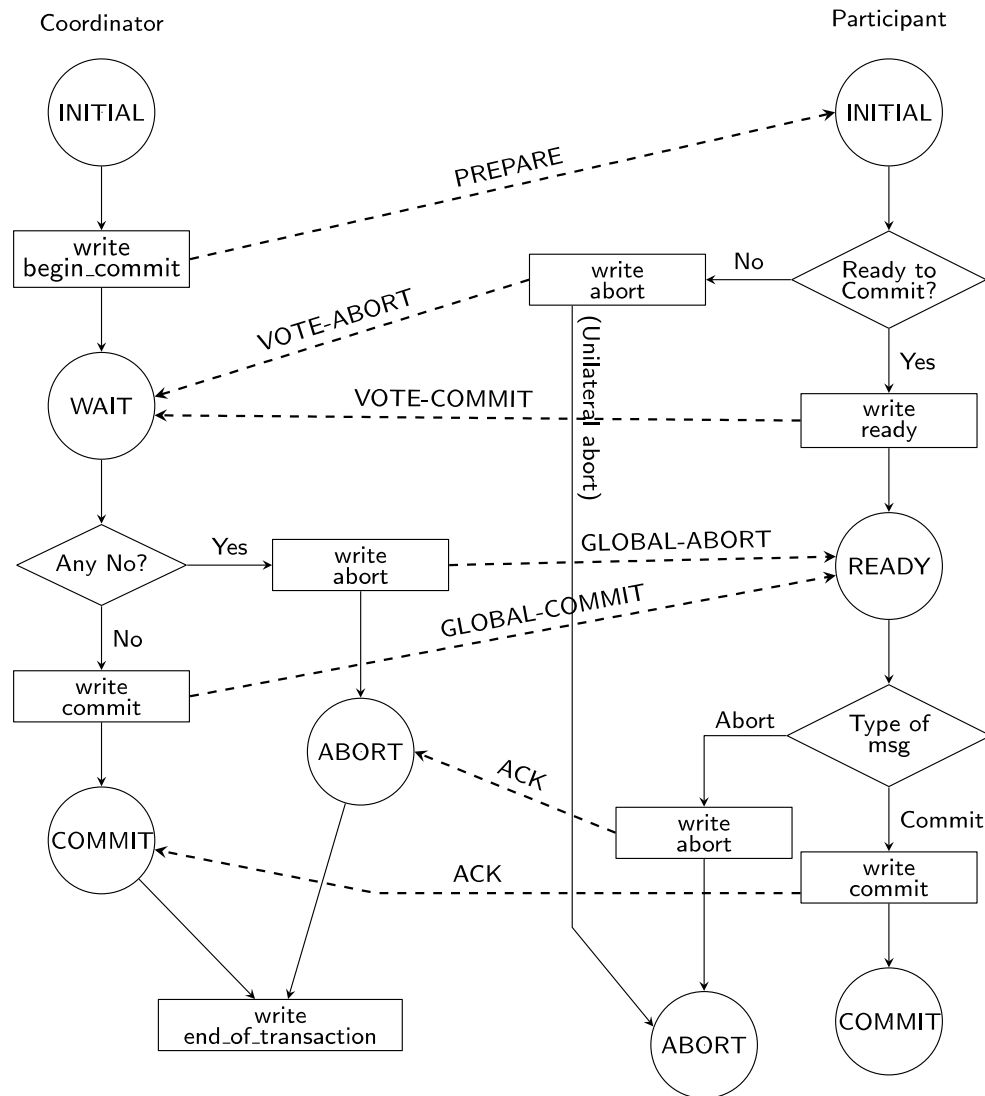 Coordinator
Participant
INITIAL
INITIAL
PREPARE
write
begin_commit
write
abort
No
Ready to
Commit?
VOTE-ABORT
(Unilateral abort)
Yes
WAIT
VOTE-COMMIT
write
ready
Any No?
Yes
write
abort
GLOBAL-ABORT
READY
GLOBAL-COMMIT
No
write
commit
Abort
Type of
msg
ABORT
ACK
write
abort
Commit
COMMIT
ACK
write
commit
write
end_of_transaction
ABORT
COMMIT